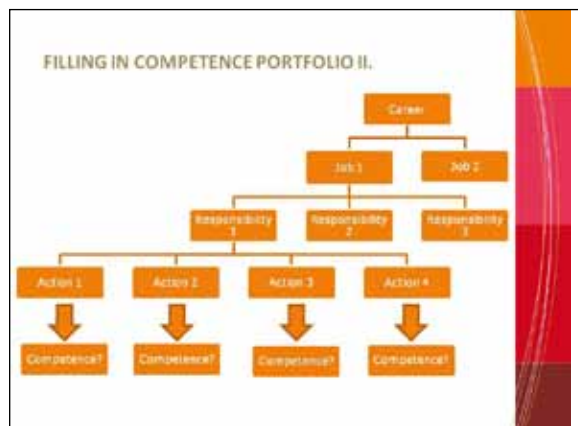 FILLING IN COMPETENCE PORTFOLIO II.
Career
Job 1
Job 2
Responsibility
1
Responsibility
2
Responsibility
3
Action 1
Action 2
Action 3
Action 4
Competence?
Competence?
Competence?
Competence?